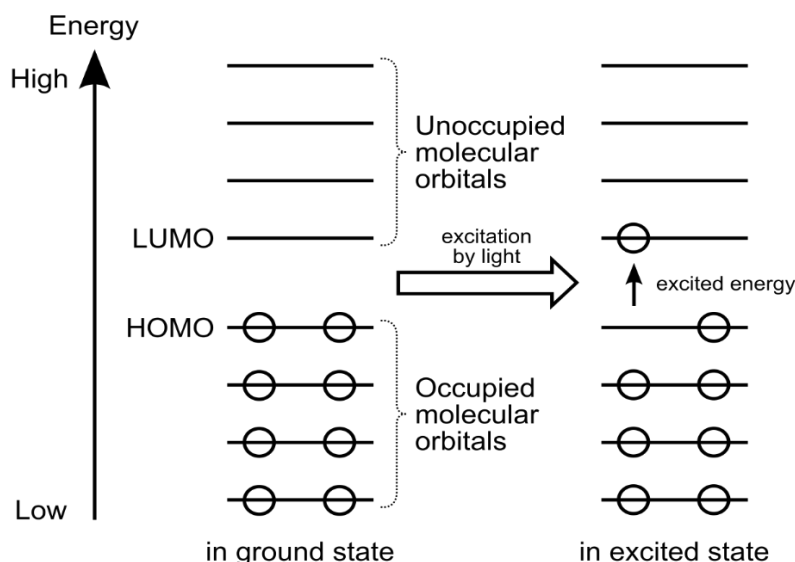 Energy
High
Unoccupied
molecular
orbitals
LUMO
excitation
by light
excited energy
HOMO
Occupied
molecular
orbitals
Low
in ground state
in excited state